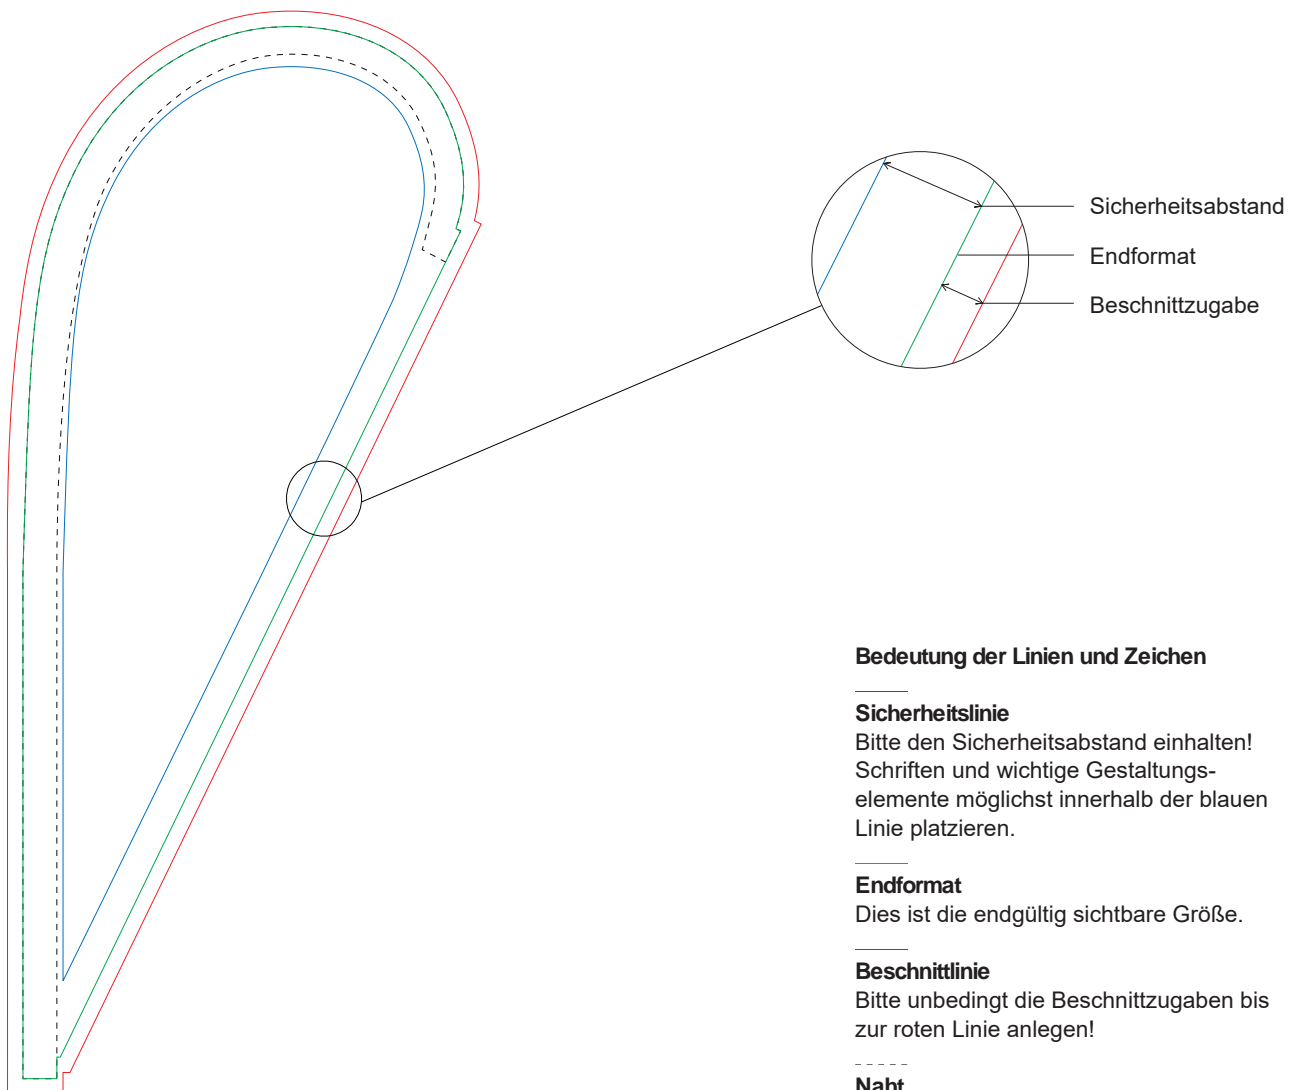 Sicherheitsabstand
Endformat
Beschnittzugabe
Bedeutung der Linien und Zeichen
Sicherheitslinie
Bitte den Sicherheitsabstand einhalten!
Schriften und wichtige Gestaltungs-
elemente möglichst innerhalb der blauen
Linie platzieren.
Endformat
Dies ist die endgültig sichtbare Größe.
Beschnittlinie
Bitte unbedingt die Beschnittzugaben bis
zur roten Linie anlegen!
Naht